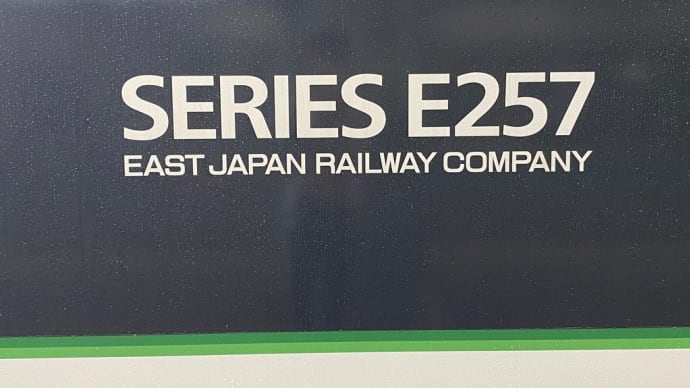 SERIES E257
EAST JAPAN RAILWAY COMPANY